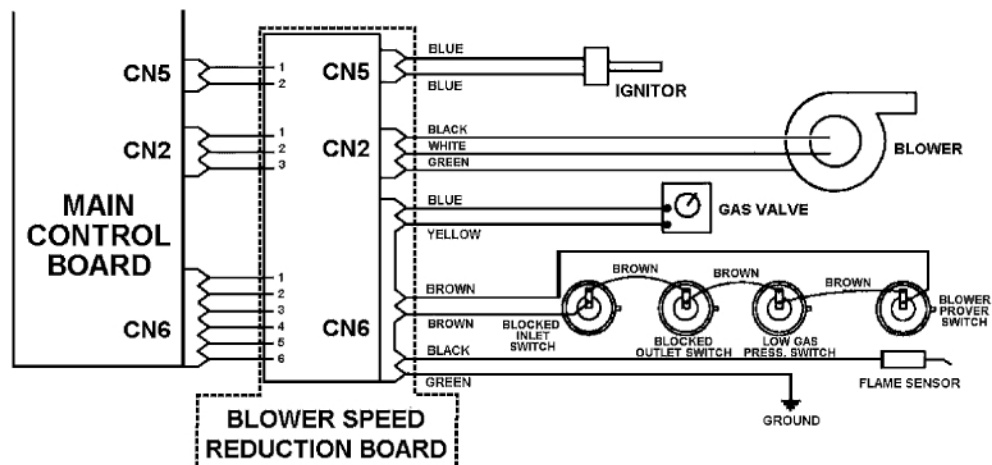 MAIN
CONTROL
BOARD
CN5
CN2
CN6
1
2
1
2
3
1
2
3
4
5
6
CN5
CN2
CN6
BLOWER SPEED
REDUCTION BOARD
BLUE
BLUE
IGNITOR
BLACK
WHITE
GREEN
BLOWER
BLUE
YELLOW
GAS VALVE
BROWN
BROWN
BROWN
BROWN
BROWN
BLOCKED
INLET
SWITCH
BLOCKED
OUTLET SWITCH
LOW GAS
PRESS. SWITCH
BLOWER
PROVER
SWITCH
BLACK
GREEN
FLAME SENSOR
GROUND